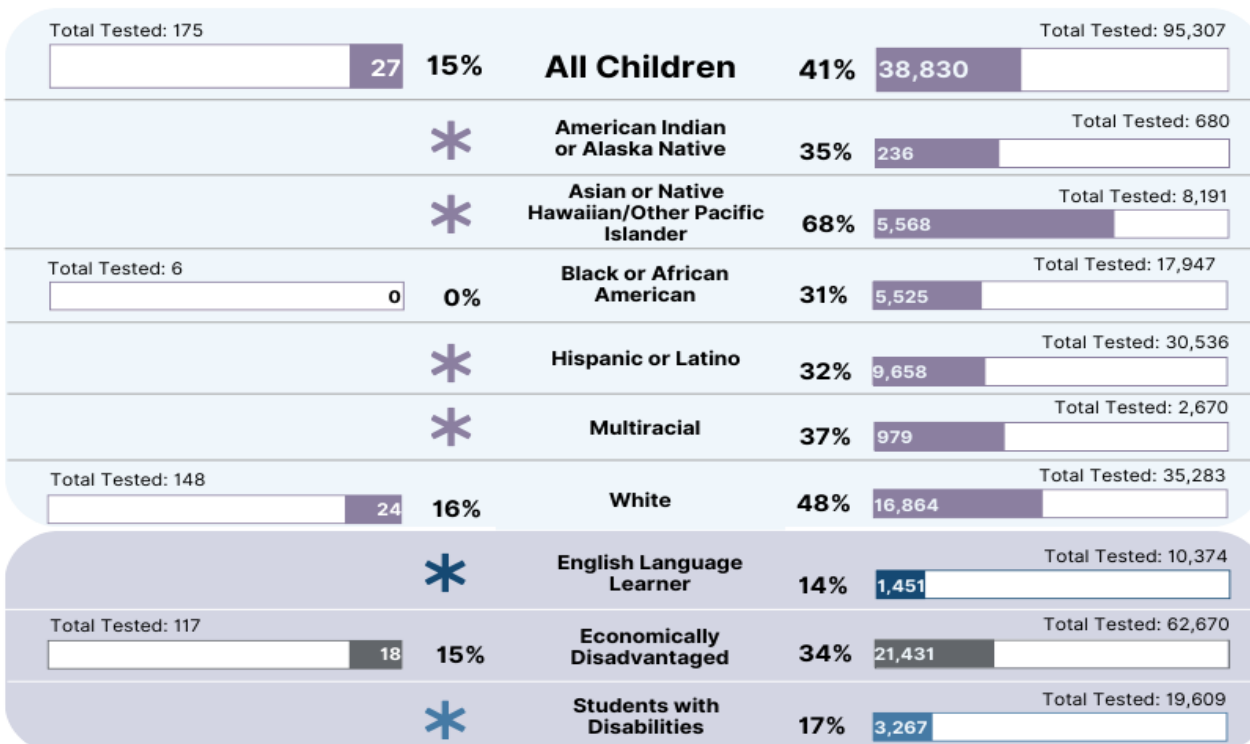 Total Tested: 175
Total Tested: 95,307
27
15%
All Children
41%
38,830
*
American Indian
or Alaska Native
Total Tested: 680
35%
236
*
Asian or Native
Hawaiian/Other Pacific
Islander
Total Tested: 8,191
68%
5,568
Total Tested: 6
0
0%
Black or African
American
Total Tested: 17,947
31%
5,525
*
Hispanic or Latino
Total Tested: 30,536
32%
9,658
*
Multiracial
Total Tested: 2,670
37%
979
Total Tested: 148
24
16%
White
Total Tested: 35,283
48%
16,864
*
English Language
Learner
Total Tested: 10,374
14%
1,451
Total Tested: 117
18
15%
Economically
Disadvantaged
Total Tested: 62,670
34%
21,431
*
Students with
Disabilities
Total Tested: 19,609
17%
3,267